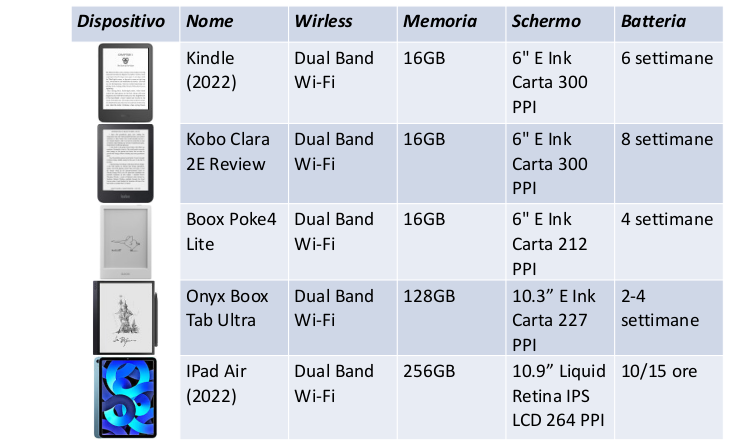 Dispositivo Nome Wirless Memoria Schermo Batteria
Kindle (2022) Dual Band Wi-Fi 16GB 6" E Ink Carta 300 PPI 6 settimane
Kobo Clara 2E Review Dual Band Wi-Fi 16GB 6" E Ink Carta 300 PPI 8 settimane
Boox Poke4 Lite Dual Band Wi-Fi 16GB 6" E Ink Carta 212 PPI 4 settimane
Onyx Boox Tab Ultra Dual Band Wi-Fi 128GB 10.3” E Ink Carta 227 PPI 2-4 settimane
IPad Air (2022) Dual Band Wi-Fi 256GB 10.9” Liquid Retina IPS LCD 264 PPI 10/15 ore